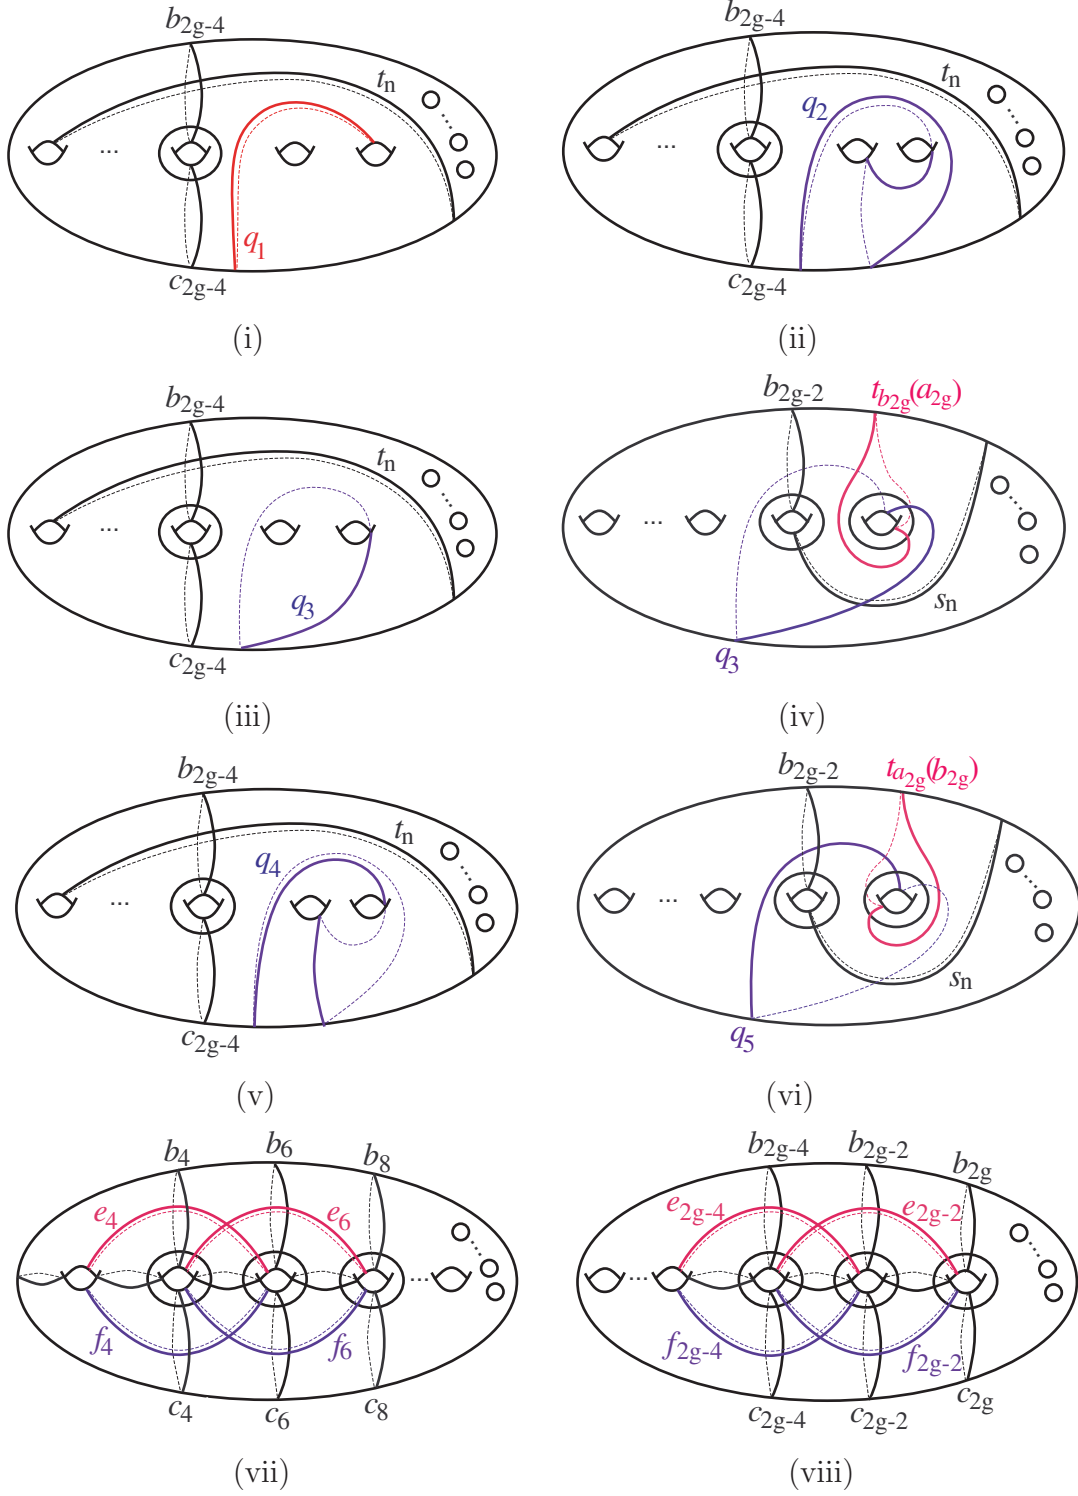 b2g-4 b2g-4
tn tn
q2
... ...
q1
c2g-4 c2g-4
(i) (ii)
b2g-4 b2g-2 tb2g(a2g)
tn
... ...
q3 sn
c2g-4 q3
(iii) (iv)
b2g-4 b2g-2 ta2g(b2g)
tn
q4
... ...
sn
c2g-4 q5
(v) (vi)
b4 b6 b8 b2g-4 b2g-2 b2g
e4 e6 e2g-4 e2g-2
... ...
f4 f6 f2g-4 f2g-2
c4 c6 c8 c2g-4 c2g-2 c2g
(vii) (viii)